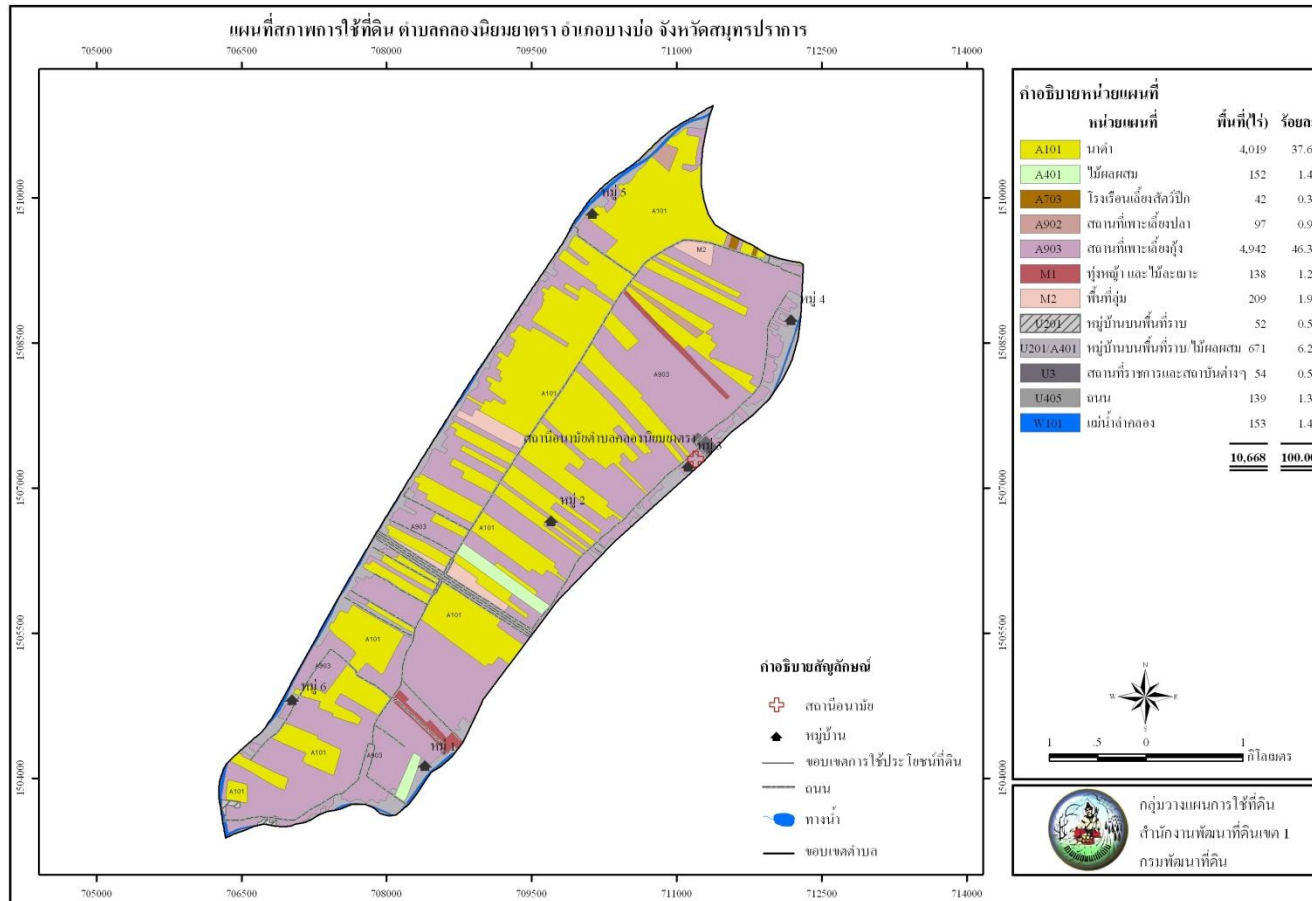 แผนที่สภาพการใช้ที่ดิน ตำบลคลองนิยมยาตรา อำเภอบางบ่อ จังหวัดสมุทรปราการ
705000 706500 708000 709500 711000 712500 714000
1510000 1510000
1508500 1508500
1507000 1507000
1505500 1505500
1504000 1504000
หมู่ 5
A101
M2
หมู่ 4
A903
A101
สถานีอนามัยตำบลคลองนิยมยาตรา
หมู่ 3
หมู่ 2
A903
A101
A101
A101
A903
หมู่ 6
หมู่ 1
A101
A903
A101
705000 706500 708000 709500 711000 712500 714000
คำอธิบายสัญลักษณ์
สถานีอนามัย
หมู่บ้าน
ขอบเขตการใช้ประโยชน์ที่ดิน
ถนน
ทางน้ำ
ขอบเขตตำบล
คำอธิบายหน่วยแผนที่
หน่วยแผนที่ พื้นที่(ไร่) ร้อยละ
A101 นาดำ 4,019 37.6
A401 ไม้ผลผสม 152 1.4
A703 โรงเรือนเลี้ยงสัตว์ปีก 42 0.3
A902 สถานที่เพาะเลี้ยงปลา 97 0.9
A903 สถานที่เพาะเลี้ยงกุ้ง 4,942 46.3
M1 ทุ่งหญ้า และไม้ละเมาะ 138 1.2
M2 พื้นที่ลุ่ม 209 1.9
U201 หมู่บ้านบนพื้นที่ราบ 52 0.5
U201/A401 หมู่บ้านบนพื้นที่ราบ/ไม้ผลผสม 671 6.2
U3 สถานที่ราชการและสถาบันต่างๆ 54 0.5
U405 ถนน 139 1.3
W101 แม่น้ำลำคลอง 153 1.4
10,668 100.00
N
W E
S
1 .5 0 1
กิโลเมตร
กลุ่มวางแผนการใช้ที่ดิน
สำนักงานพัฒนาที่ดินเขต 1
กรมพัฒนาที่ดิน